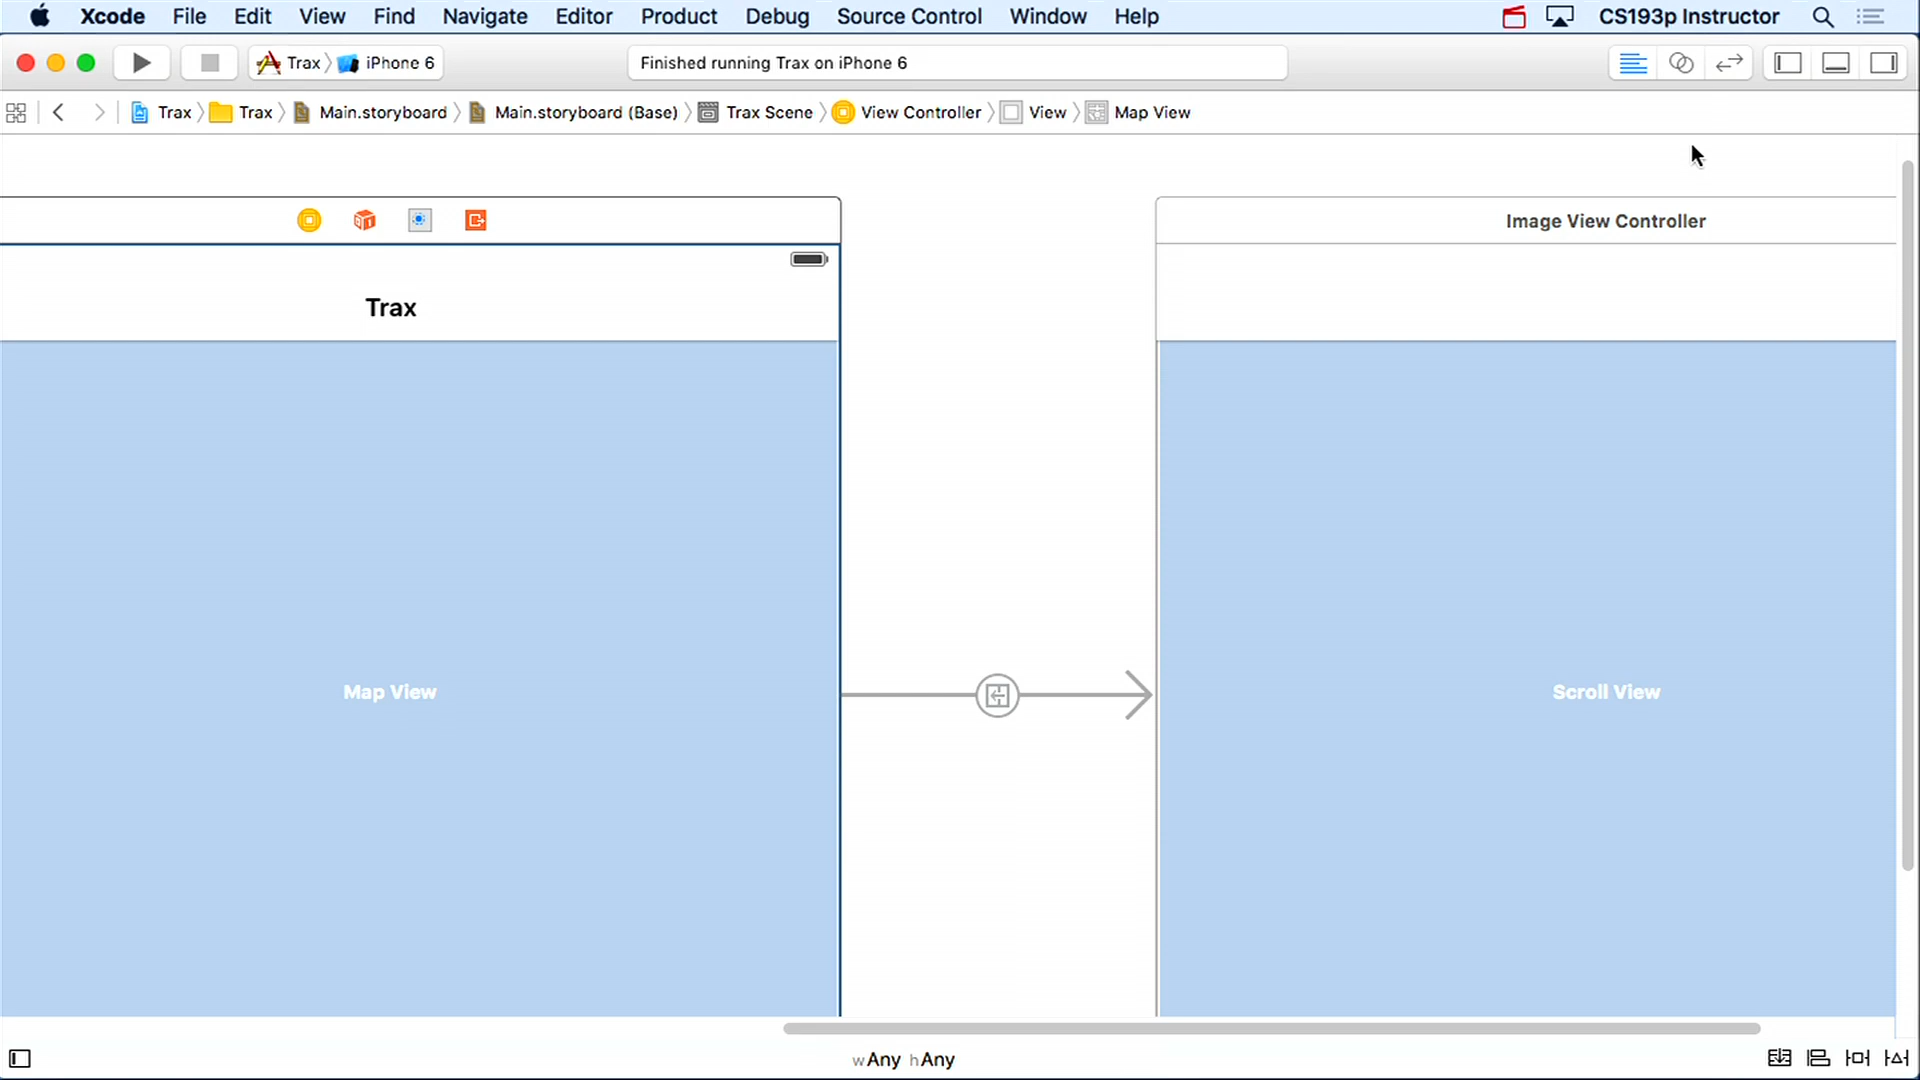 Xcode File Edit View Find Navigate Editor Product Debug Source Control Window Help CS193p Instructor
Trax iPhone 6 Finished running Trax on iPhone 6
Trax Trax Main.storyboard Main.storyboard (Base) Trax Scene View Controller View Map View
Image View Controller
Trax
Map View
Scroll View
wAny hAny